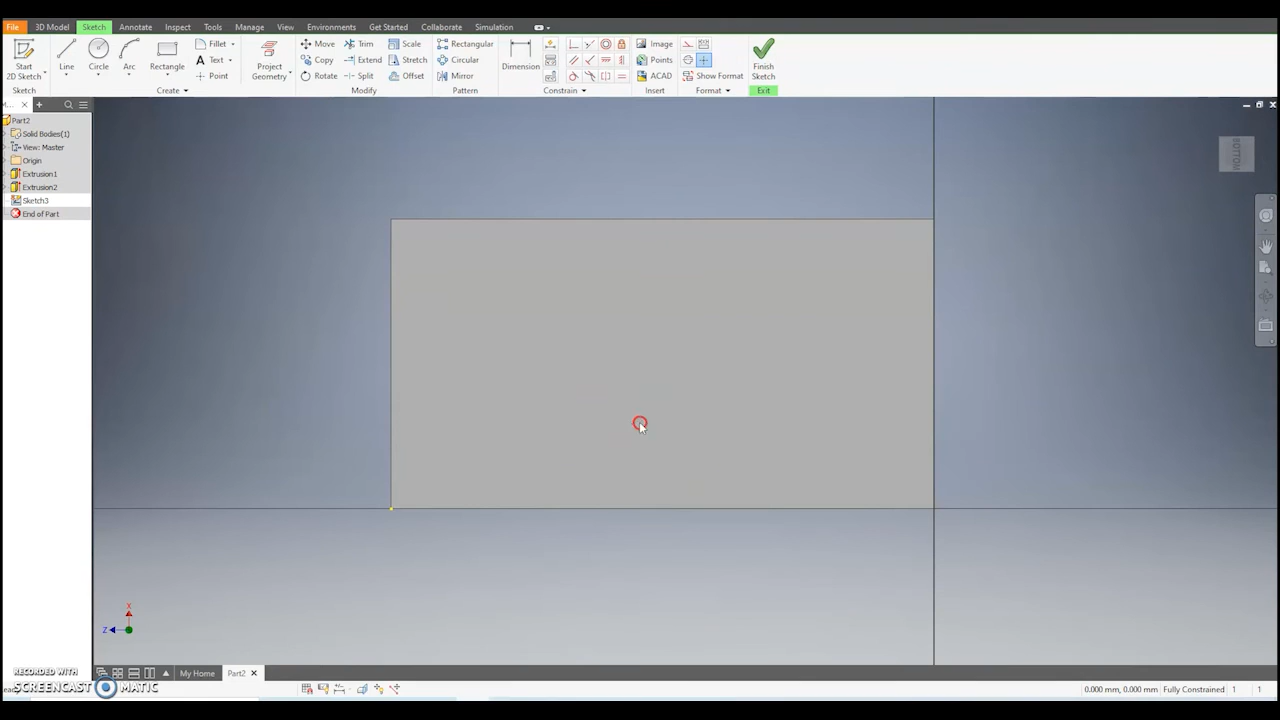 File 3D Model Sketch Annotate Inspect Tools Manage View Environments Get Started Collaborate Simulation
Fillet Move Trim Scale Rectangular Image
Start 2D Sketch Line Circle Arc Rectangle Text Project Geometry Copy Extend Stretch Circular Dimension Points Finish Sketch
Point Rotate Split Offset Mirror ACAD Show Format
Sketch Create Modify Pattern Constrain Insert Format Exit
Part2
Solid Bodies(1)
View: Master
Origin
Extrusion1
Extrusion2
Sketch3
End of Part
BOTTOM
X
Z
My Home Part2
RECORDED WITH
SCREENCAST MATIC
0.000 mm, 0.000 mm Fully Constrained 1 1